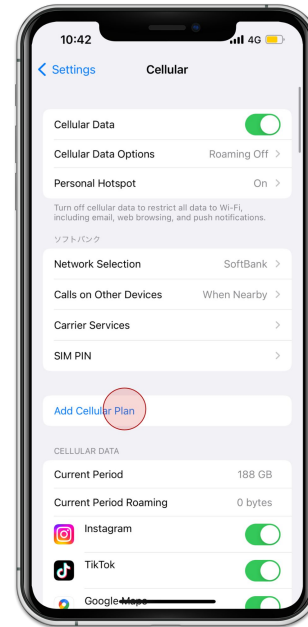 10:42
4G
Settings
Cellular
Cellular Data
Cellular Data Options Roaming Off
Personal Hotspot On
Turn off cellular data to restrict all data to Wi-Fi,
including email, web browsing, and push notifications.
ソフトバンク
Network Selection SoftBank
Calls on Other Devices When Nearby
Carrier Services
SIM PIN
Add Cellular Plan
CELLULAR DATA
Current Period 188 GB
Current Period Roaming 0 bytes
Instagram
TikTok
Google Maps